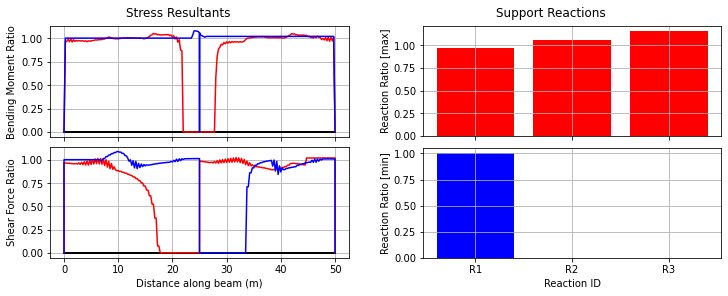 Stress Resultants
Bending Moment Ratio
1.00
0.75
0.50
0.25
0.00
Shear Force Ratio
1.00
0.75
0.50
0.25
0.00
0 10 20 30 40 50
Distance along beam (m)
Support Reactions
Reaction Ratio [max]
1.00
0.75
0.50
0.25
0.00
Reaction Ratio [min]
1.00
0.75
0.50
0.25
0.00
R1 R2 R3
Reaction ID